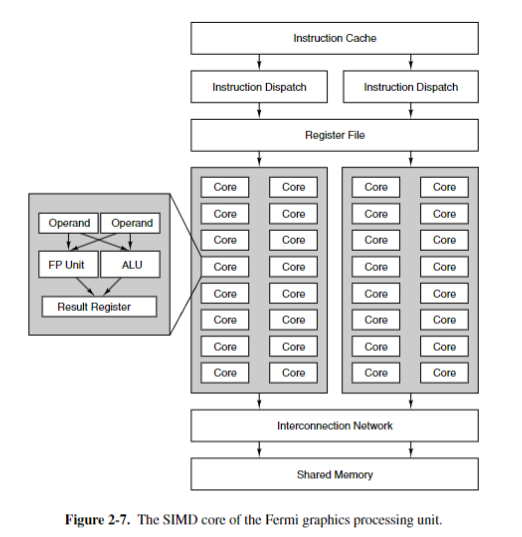 Instruction Cache
Instruction Dispatch Instruction Dispatch
Register File
Core Core Core Core
Core Core Core Core
Core Core Core Core
Core Core Core Core
Core Core Core Core
Core Core Core Core
Core Core Core Core
Core Core Core Core
Operand Operand
FP Unit ALU
Result Register
Interconnection Network
Shared Memory
Figure 2-7. The SIMD core of the Fermi graphics processing unit.